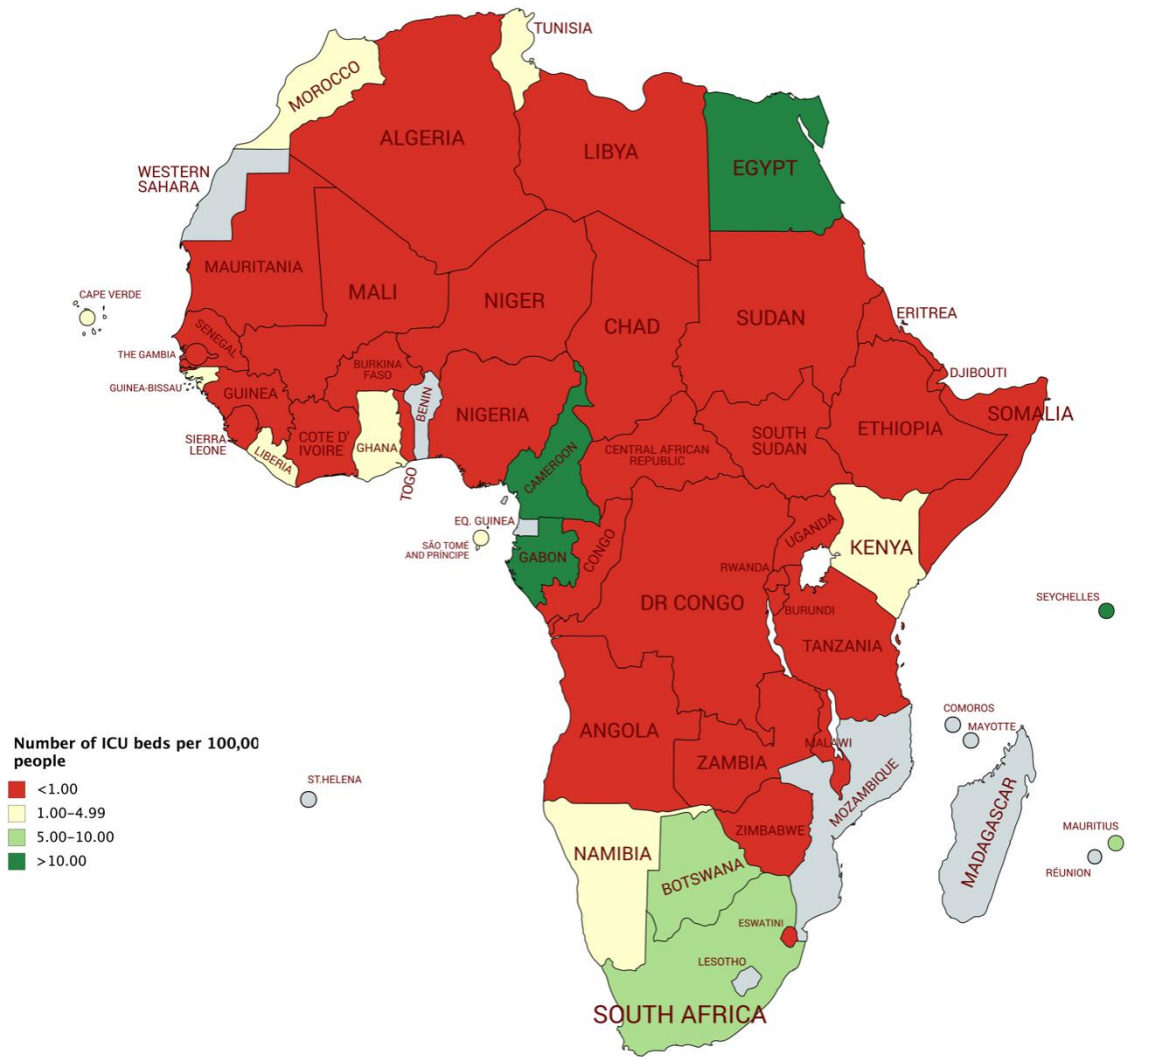 TUNISIA
MOROCCO
ALGERIA
LIBYA
EGYPT
WESTERN
SAHARA
MAURITANIA
MALI
NIGER
CHAD
SUDAN
ERITREA
CAPE VERDE
SENEGAL
THE GAMBIA
GUINEA-BISSAU
GUINEA
BURKINA
FASO
BENIN
NIGERIA
DJIBOUTI
SOMALIA
ETHIOPIA
SOUTH
SUDAN
CENTRAL AFRICAN
REPUBLIC
SIERRA
LEONE
LIBERIA
COTE D'
IVOIRE
GHANA
TOGO
CAMEROON
EQ. GUINEA
SÃO TOMÉ
AND PRÍNCIPE
GABON
CONGO
UGANDA
KENYA
RWANDA
DR CONGO
BURUNDI
TANZANIA
SEYCHELLES
COMOROS
MAYOTTE
ANGOLA
ZAMBIA
MALAWI
MOZAMBIQUE
MADAGASCAR
MAURITIUS
RÉUNION
ST.HELENA
ZIMBABWE
NAMIBIA
BOTSWANA
ESWATINI
LESOTHO
SOUTH AFRICA
Number of ICU beds per 100,00
people
<1.00
1.00–4.99
5.00–10.00
>10.00